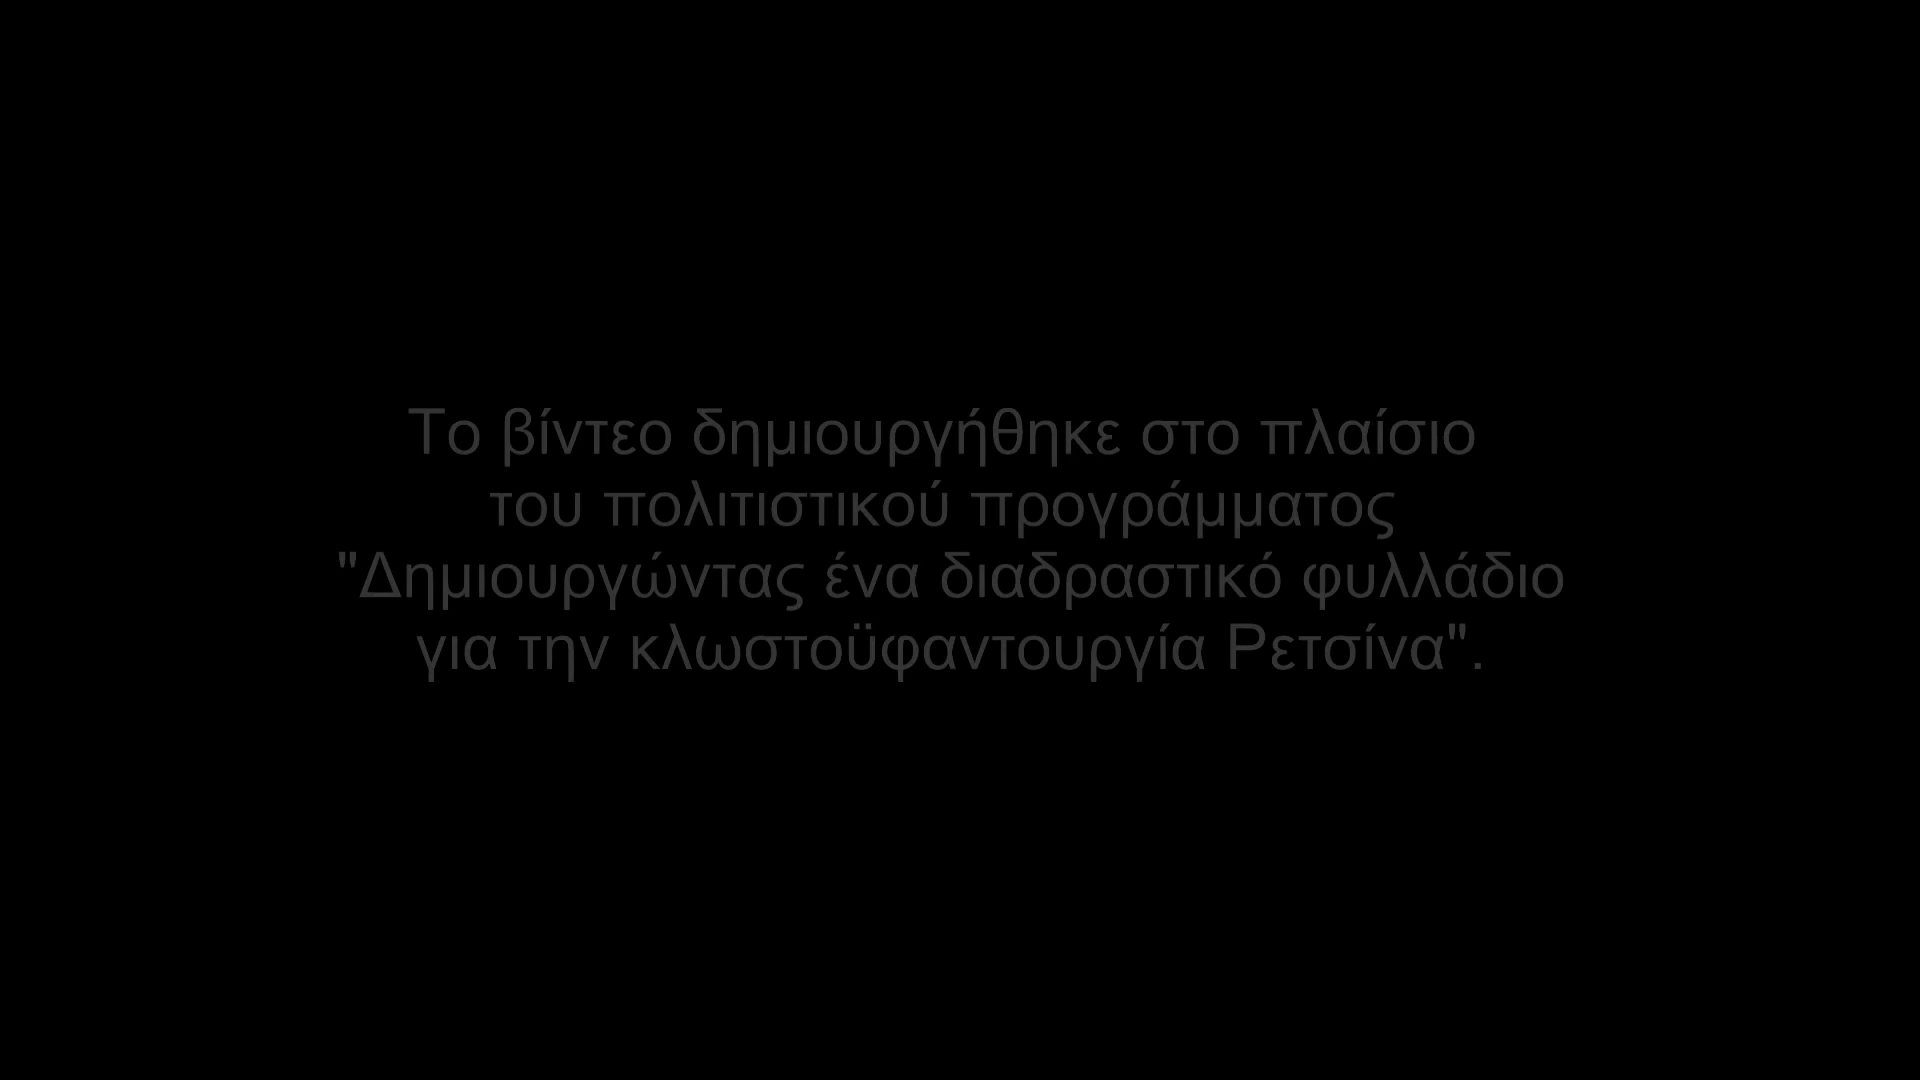 Το βίντεο δημιουργήθηκε στο πλαίσιο
του πολιτιστικού προγράμματος
"Δημιουργώντας ένα διαδραστικό φυλλάδιο
για την κλωστοϋφαντουργία Ρετσίνα".